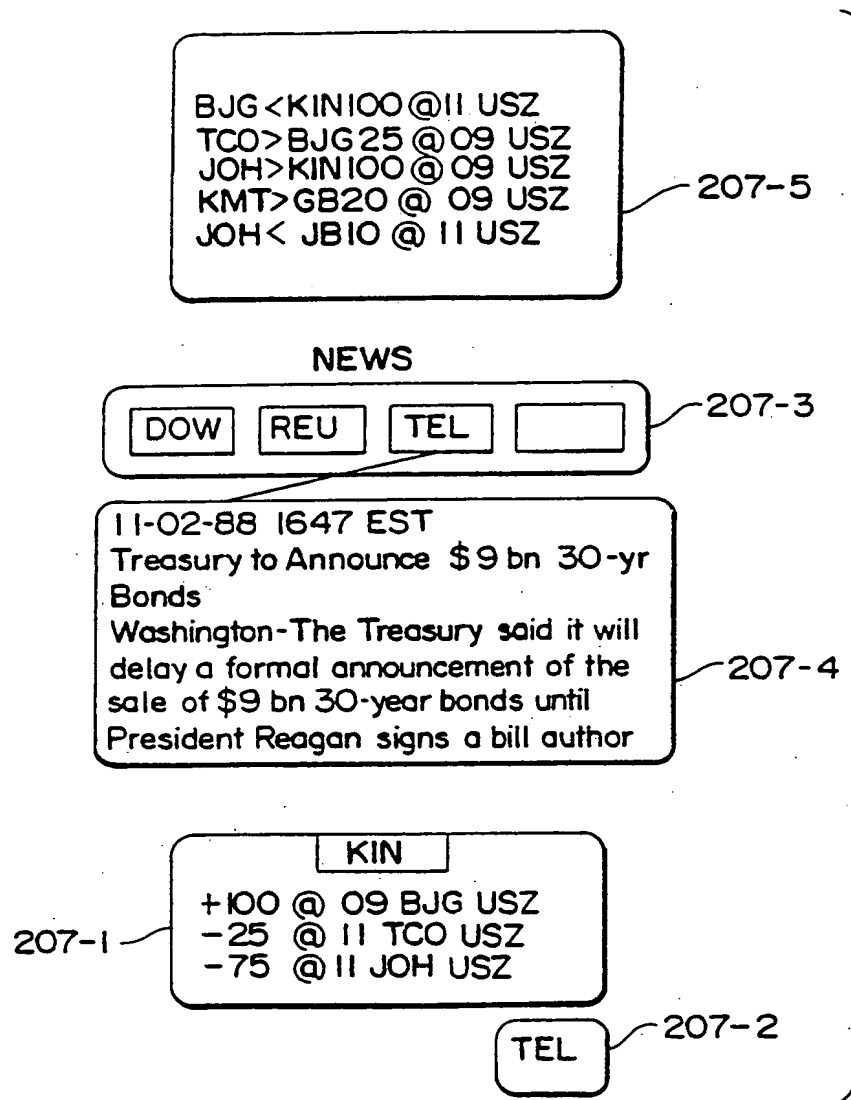 BJG<KIN100 @11 USZ
TCO>BJG25 @ 09 USZ
JOH>KIN100 @ 09 USZ
KMT>GB20 @ 09 USZ
JOH< JB10 @ 11 USZ
207-5
NEWS
DOW REU TEL
207-3
11-02-88 1647 EST
Treasury to Announce $9 bn 30-yr
Bonds
Washington-The Treasury said it will
delay a formal announcement of the
sale of $9 bn 30-year bonds until
President Reagan signs a bill author
207-4
KIN
+100 @ 09 BJG USZ
-25 @ 11 TCO USZ
-75 @ 11 JOH USZ
207-1
TEL
207-2